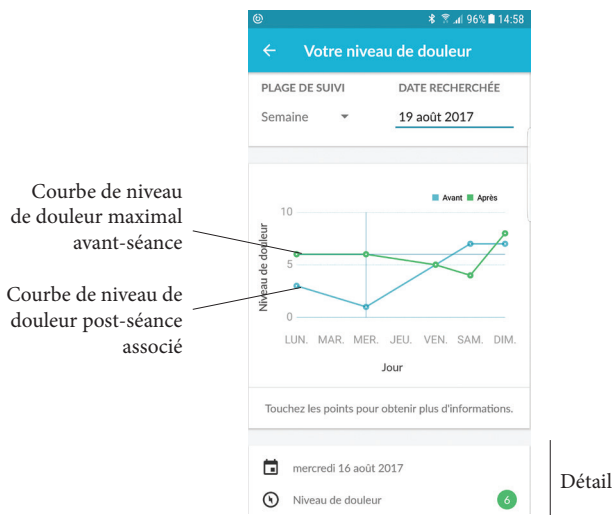 96% 14:58
Votre niveau de douleur
PLAGE DE SUIVI
DATE RECHERCHÉE
Semaine
19 août 2017
Courbe de niveau
de douleur maximal
avant-séance
Courbe de niveau de
douleur post-séance
associé
Avant Après
Niveau de douleur
10
5
0
LUN. MAR. MER. JEU. VEN. SAM. DIM.
Jour
Touchez les points pour obtenir plus d'informations.
mercredi 16 août 2017
Niveau de douleur
6
Détail